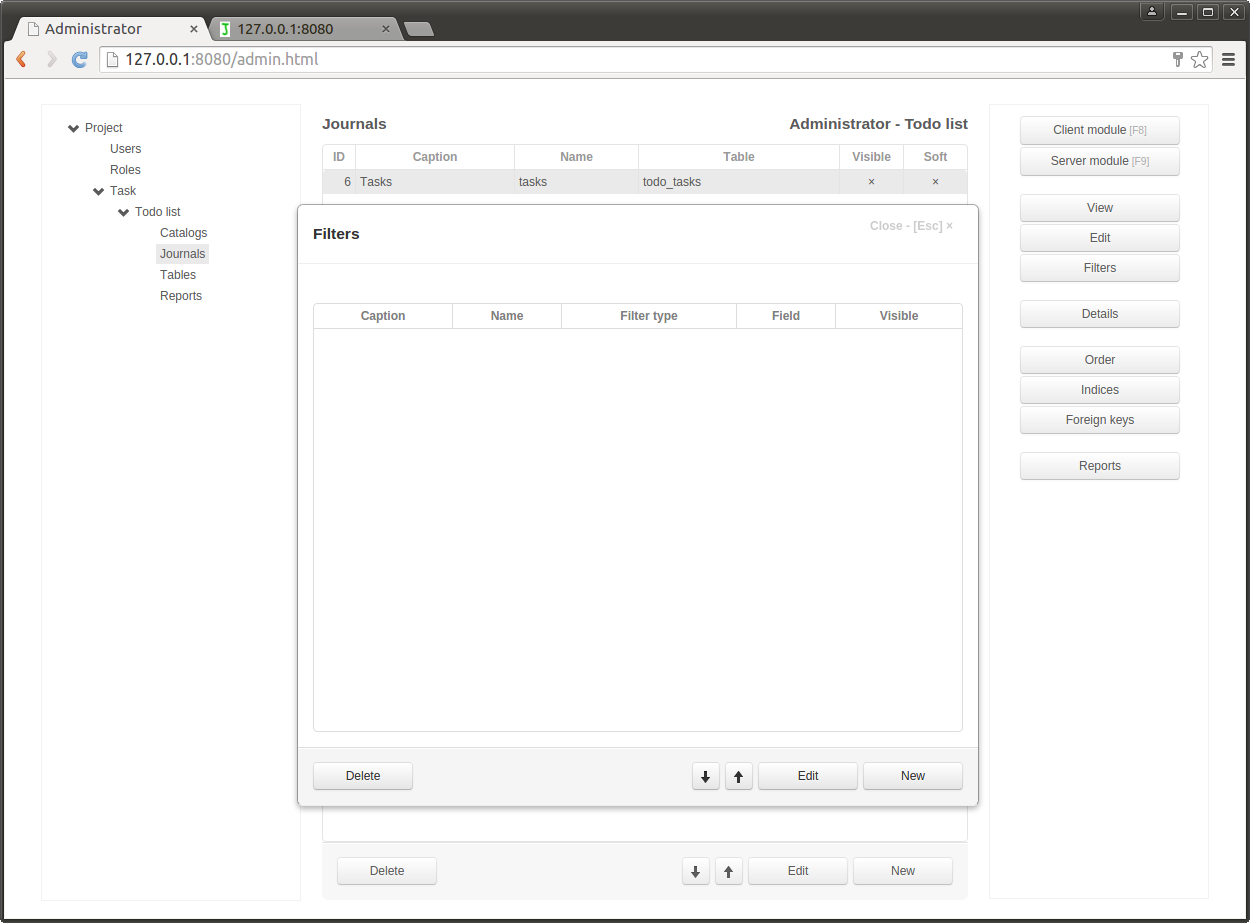 Administrator ×
127.0.0.1:8080 ×
127.0.0.1:8080/admin.html
Project
Users
Roles
Task
Todo list
Catalogs
Journals
Tables
Reports
Journals Administrator - Todo list
ID Caption Name Table Visible Soft
6 Tasks tasks todo_tasks × ×
Filters Close - [Esc] ×
Caption Name Filter type Field Visible
Delete Edit New
Delete Edit New
Client module [F8]
Server module [F9]
View
Edit
Filters
Details
Order
Indices
Foreign keys
Reports